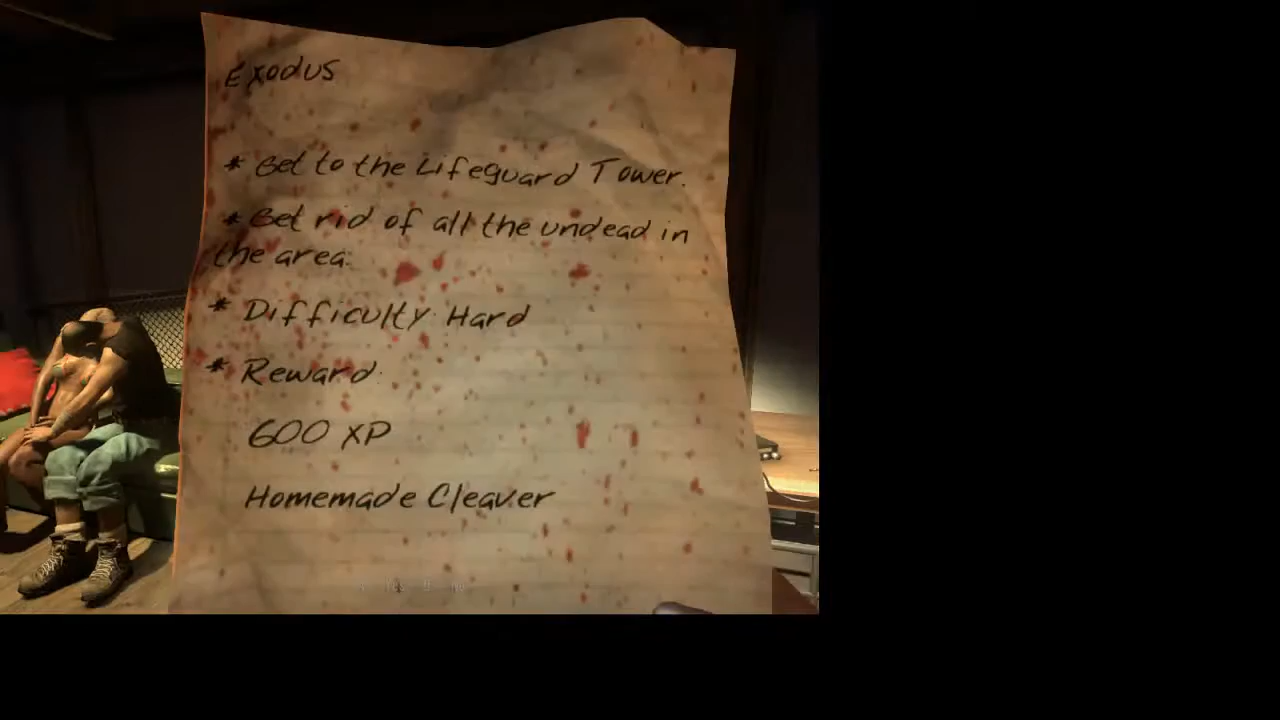 Exodus
* Get to the Lifeguard Tower.
* Get rid of all the undead in
the area.
* Difficulty: Hard
* Reward:
600 XP
Homemade Cleaver